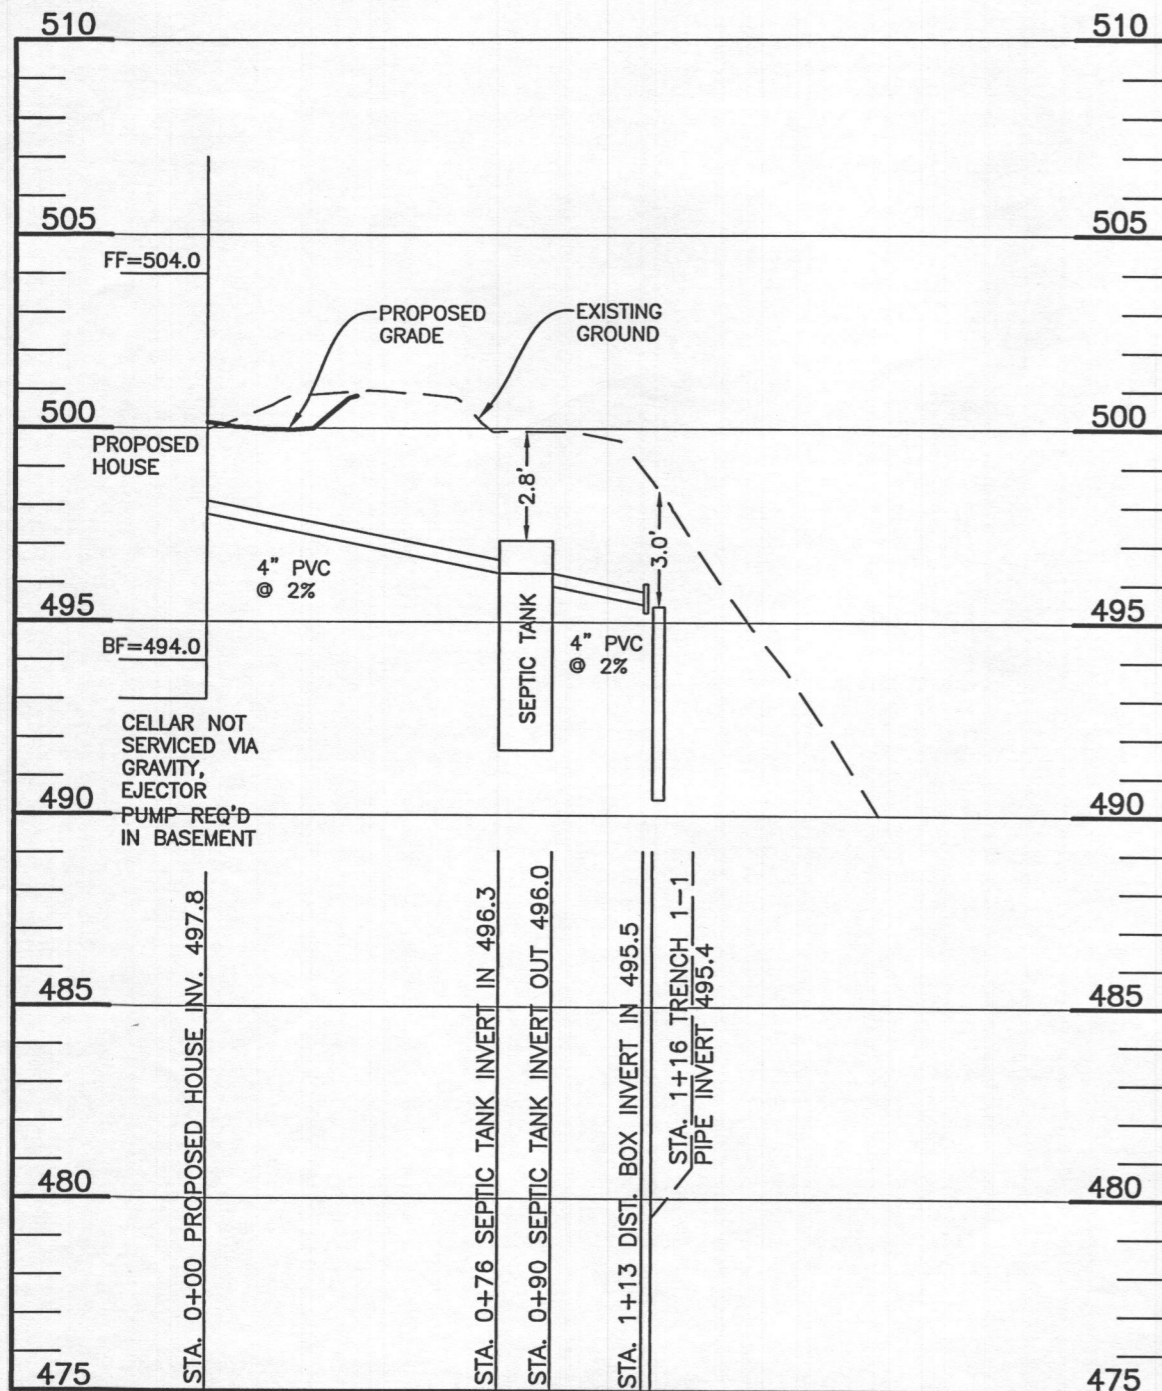 510
510
505
505
FF=504.0
PROPOSED
GRADE
EXISTING
GROUND
500
500
PROPOSED
HOUSE
2.8'
3.0'
4" PVC
@ 2%
495
495
SEPTIC TANK
4" PVC
@ 2%
BF=494.0
CELLAR NOT
SERVICED VIA
GRAVITY,
EJECTOR
PUMP REQ'D
IN BASEMENT
490
490
STA. 0+00 PROPOSED HOUSE INV. 497.8
STA. 0+76 SEPTIC TANK INVERT IN 496.3
STA. 0+90 SEPTIC TANK INVERT OUT 496.0
STA. 1+13 DIST. BOX INVERT IN 495.5
STA. 1+16 TRENCH 1-1
PIPE INVERT 495.4
485
485
480
480
475
475